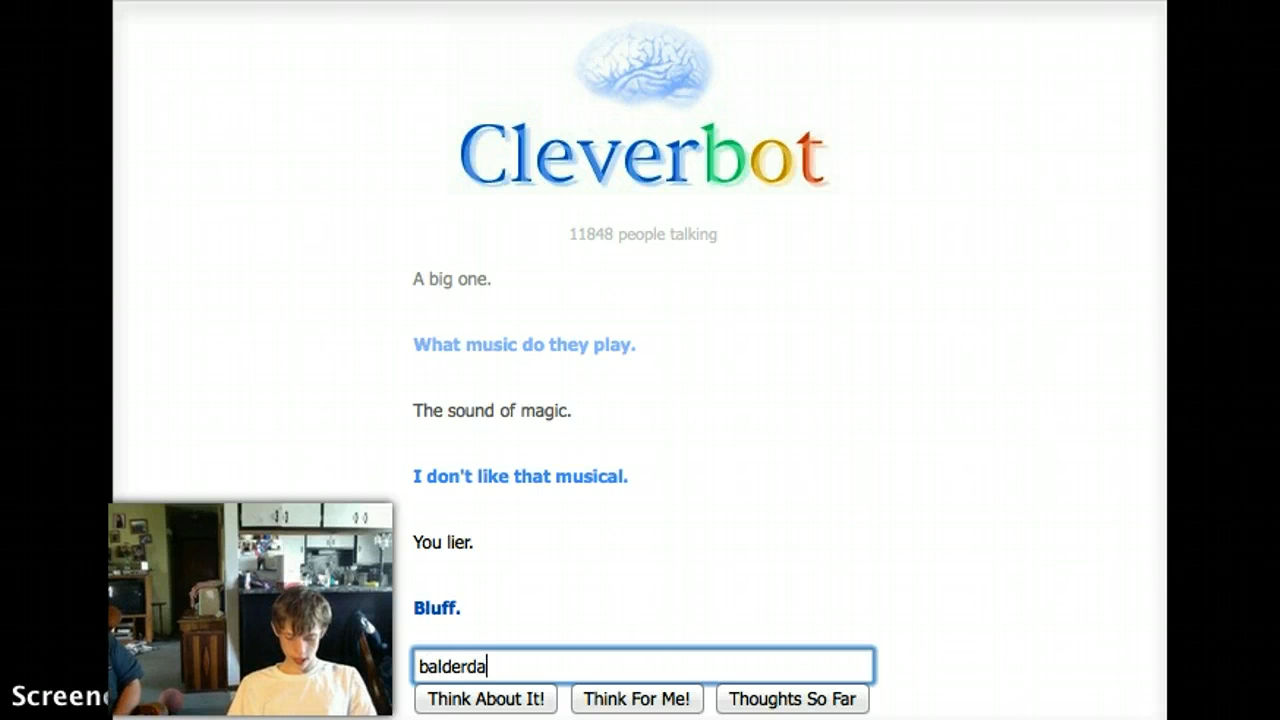 Cleverbot
11848 people talking
A big one.
What music do they play.
The sound of magic.
I don't like that musical.
You lier.
Bluff.
balderda
Think About It! Think For Me! Thoughts So Far